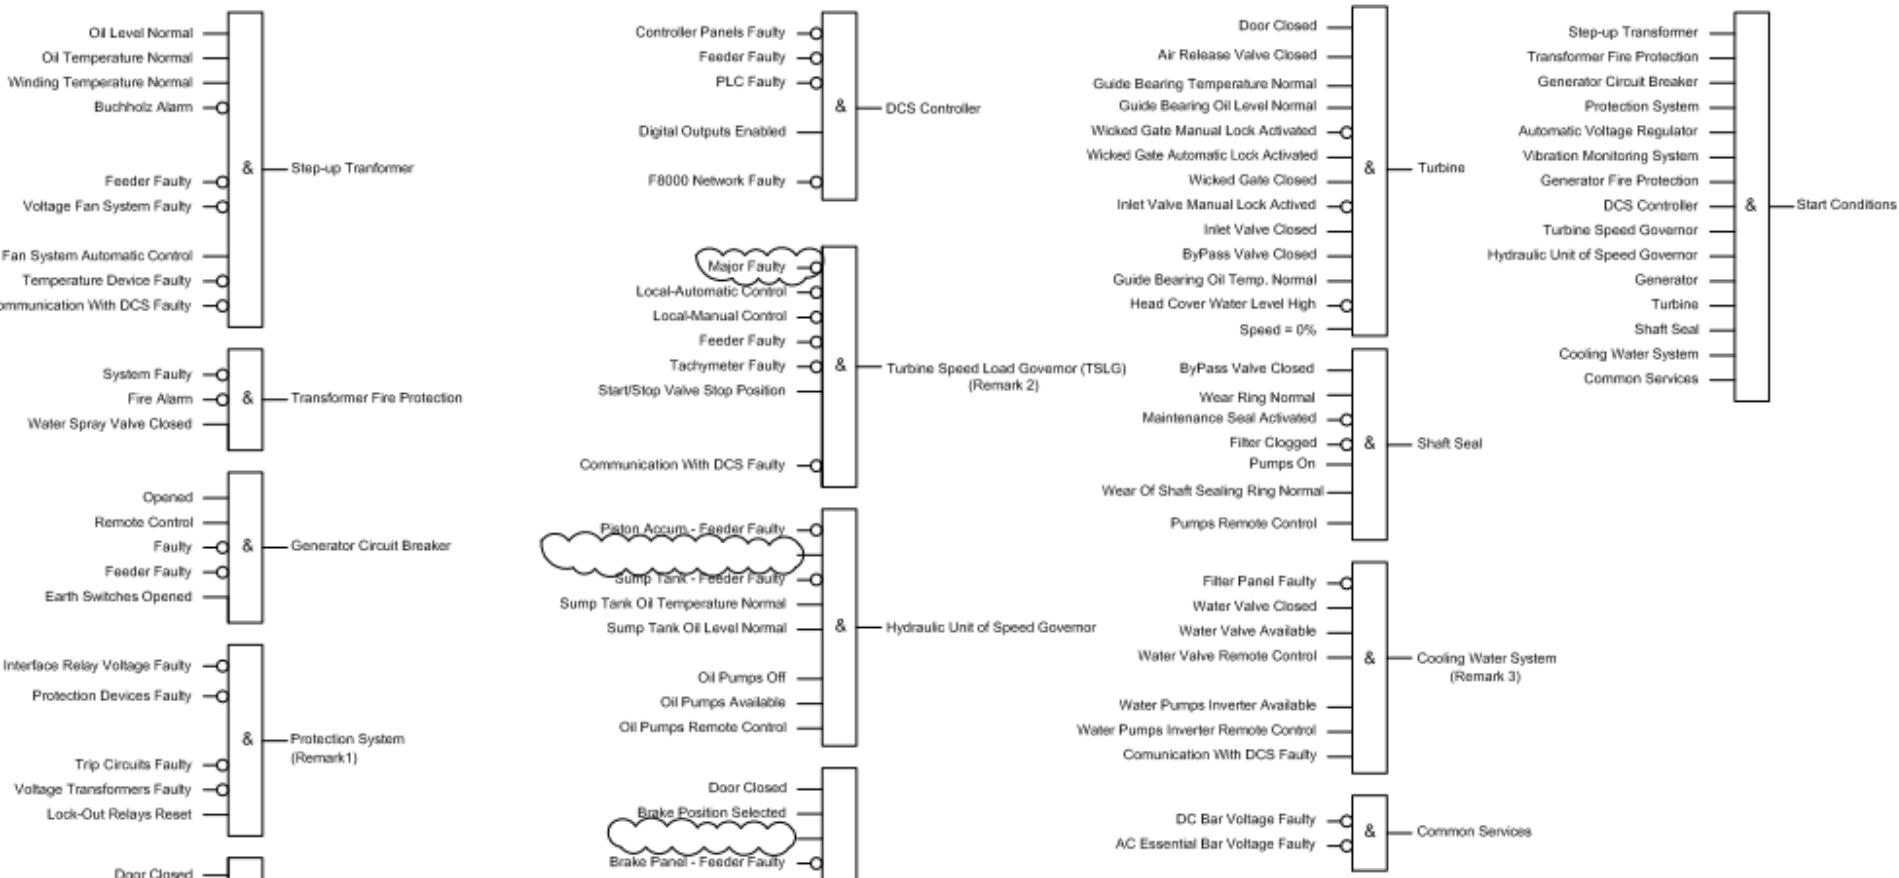 Oil Level Normal
Oil Temperature Normal
Winding Temperature Normal
Buchholz Alarm
Feeder Faulty
Voltage Fan System Faulty
Fan System Automatic Control
Temperature Device Faulty
ommunication With DCS Faulty
&
Step-up Tranformer
System Faulty
Fire Alarm
Water Spray Valve Closed
&
Transformer Fire Protection
Opened
Remote Control
Faulty
Feeder Faulty
Earth Switches Opened
&
Generator Circuit Breaker
Interface Relay Voltage Faulty
Protection Devices Faulty
Trip Circuits Faulty
Voltage Transformers Faulty
Lock-Out Relays Reset
&
Protection System
(Remark1)
Door Closed
Controller Panels Faulty
Feeder Faulty
PLC Faulty
Digital Outputs Enabled
F8000 Network Faulty
&
DCS Controller
Major Faulty
Local-Automatic Control
Local-Manual Control
Feeder Faulty
Tachymeter Faulty
Start/Stop Valve Stop Position
Communication With DCS Faulty
&
Turbine Speed Load Governor (TSLG)
(Remark 2)
Piston Accum.- Feeder Faulty
Sump Tank - Feeder Faulty
Sump Tank Oil Temperature Normal
Sump Tank Oil Level Normal
Oil Pumps Off
Oil Pumps Available
Oil Pumps Remote Control
&
Hydraulic Unit of Speed Governor
Door Closed
Brake Position Selected
Brake Panel - Feeder Faulty
Door Closed
Air Release Valve Closed
Guide Bearing Temperature Normal
Guide Bearing Oil Level Normal
Wicked Gate Manual Lock Activated
Wicked Gate Automatic Lock Activated
Wicked Gate Closed
Inlet Valve Manual Lock Actived
Inlet Valve Closed
ByPass Valve Closed
Guide Bearing Oil Temp. Normal
Head Cover Water Level High
Speed = 0%
&
Turbine
ByPass Valve Closed
Wear Ring Normal
Maintenance Seal Activated
Filter Clogged
Pumps On
Wear Of Shaft Sealing Ring Normal
Pumps Remote Control
&
Shaft Seal
Filter Panel Faulty
Water Valve Closed
Water Valve Available
Water Valve Remote Control
Water Pumps Inverter Available
Water Pumps Inverter Remote Control
Comunication With DCS Faulty
&
Cooling Water System
(Remark 3)
DC Bar Voltage Faulty
AC Essential Bar Voltage Faulty
&
Common Services
Step-up Transformer
Transformer Fire Protection
Generator Circuit Breaker
Protection System
Automatic Voltage Regulator
Vibration Monitoring System
Generator Fire Protection
DCS Controller
Turbine Speed Governor
Hydraulic Unit of Speed Governor
Generator
Turbine
Shaft Seal
Cooling Water System
Common Services
&
Start Conditions